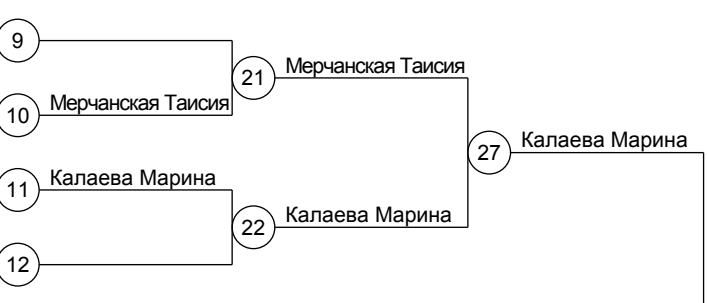 9
21 Мерчанская Таисия
10 Мерчанская Таисия
27 Калаева Марина
11 Калаева Марина
22 Калаева Марина
12